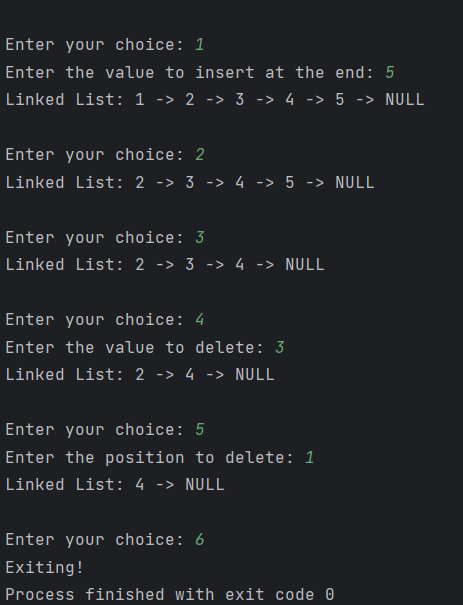 Enter your choice: 1
Enter the value to insert at the end: 5
Linked List: 1 -> 2 -> 3 -> 4 -> 5 -> NULL
Enter your choice: 2
Linked List: 2 -> 3 -> 4 -> 5 -> NULL
Enter your choice: 3
Linked List: 2 -> 3 -> 4 -> NULL
Enter your choice: 4
Enter the value to delete: 3
Linked List: 2 -> 4 -> NULL
Enter your choice: 5
Enter the position to delete: 1
Linked List: 4 -> NULL
Enter your choice: 6
Exiting!
Process finished with exit code 0